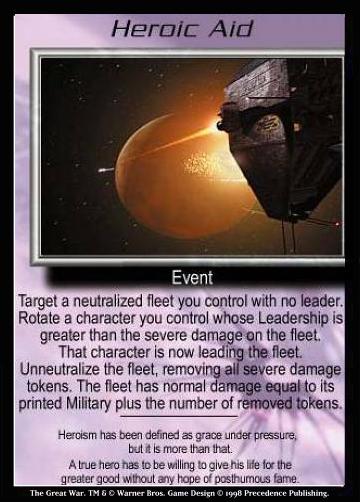 Heroic Aid
Event
Target a neutralized fleet you control with no leader.
Rotate a character you control whose Leadership is
greater than the severe damage on the fleet.
That character is now leading the fleet.
Unneutralize the fleet, removing all severe damage
tokens. The fleet has normal damage equal to its
printed Military plus the number of removed tokens.
Heroism has been defined as grace under pressure,
but it is more than that.
A true hero has to be willing to give his life for the
greater good without any hope of posthumous fame.
The Great War. TM & © Warner Bros. Game Design © 1998 Precedence Publishing.